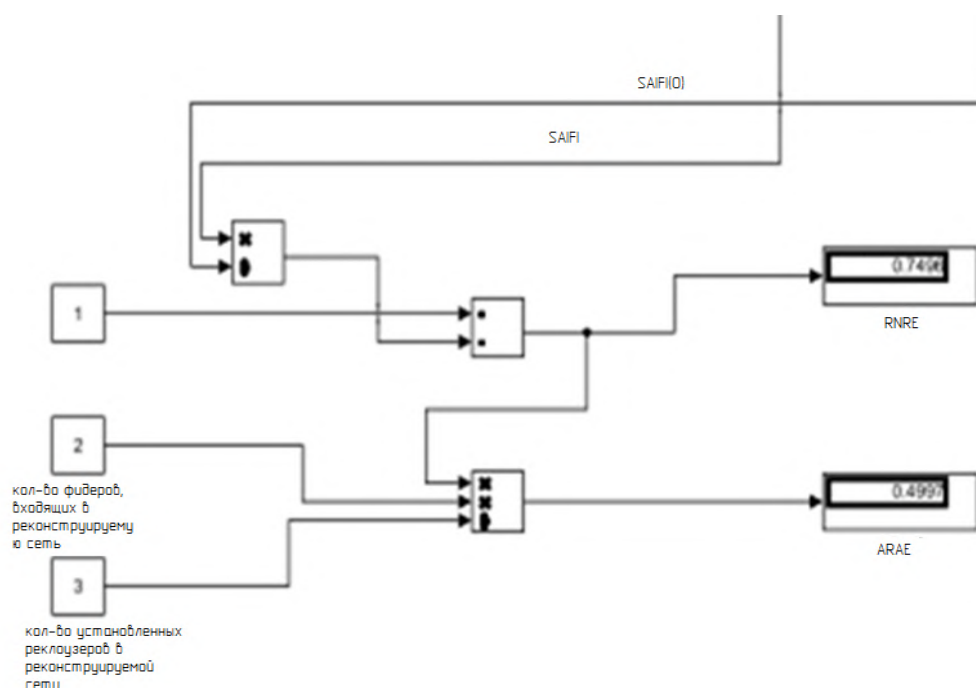 SAIFI(0)
SAIFI
0.7496
RNRE
1
2
кол-во фидеров,
входящих в
реконструируему
ю сеть
0.4997
ARAE
3
кол-во установленных
реклоузеров в
реконструируемой
сети